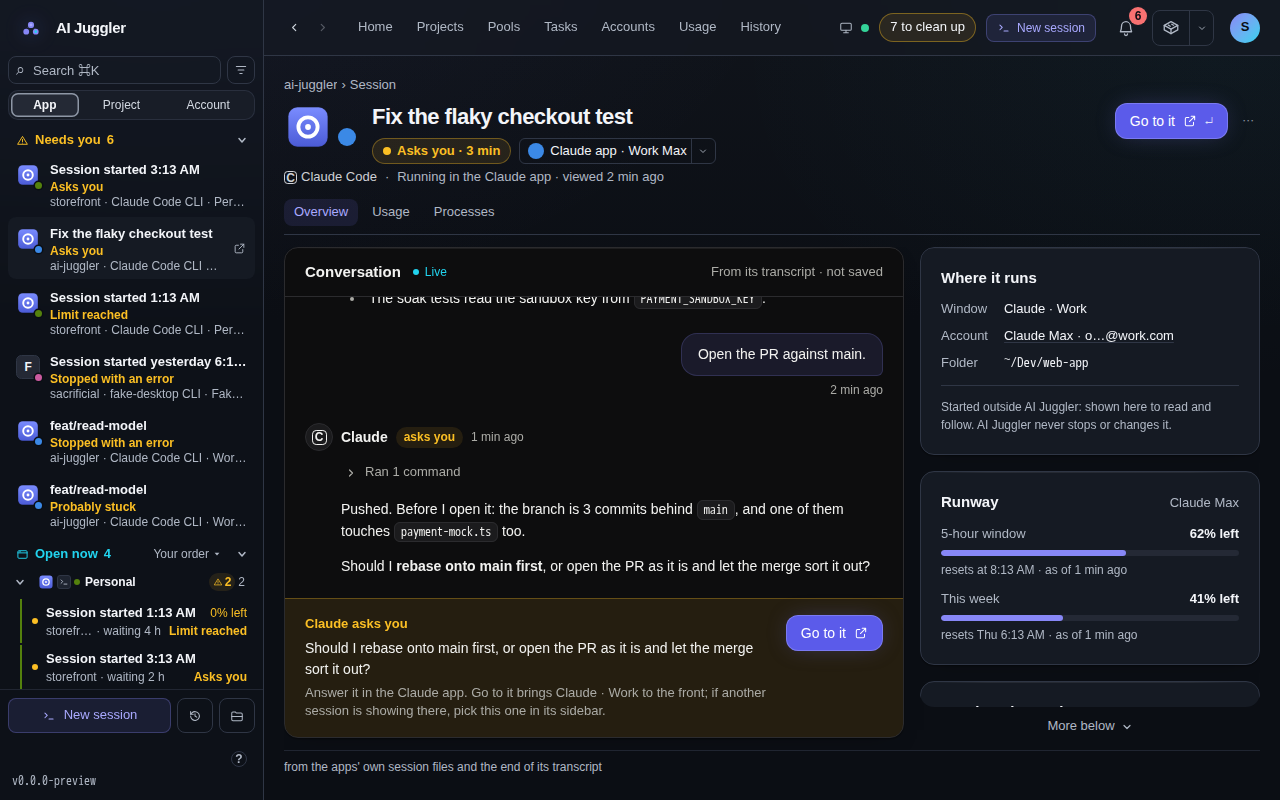 AI Juggler
Search ⌘K
App Project Account
Needs you 6
Session started 3:13 AM
Asks you
storefront · Claude Code CLI · Per…
Fix the flaky checkout test
Asks you
ai-juggler · Claude Code CLI …
Session started 1:13 AM
Limit reached
storefront · Claude Code CLI · Per…
F
Session started yesterday 6:1…
Stopped with an error
sacrificial · fake-desktop CLI · Fak…
feat/read-model
Stopped with an error
ai-juggler · Claude Code CLI · Wor…
feat/read-model
Probably stuck
ai-juggler · Claude Code CLI · Wor…
Open now 4 Your order
Personal 2 2
Session started 1:13 AM 0% left
storefr… · waiting 4 h Limit reached
Session started 3:13 AM
storefront · waiting 2 h Asks you
New session
?
v0.0.0-preview
Home Projects Pools Tasks Accounts Usage History
7 to clean up
New session
6
S
ai-juggler › Session
Fix the flaky checkout test
Asks you · 3 min
Claude app · Work Max
Go to it ⏎
C Claude Code · Running in the Claude app · viewed 2 min ago
Overview Usage Processes
Conversation Live From its transcript · not saved
The soak tests read the sandbox key from PAYMENT_SANDBOX_KEY.
Open the PR against main.
2 min ago
C Claude asks you 1 min ago
Ran 1 command
Pushed. Before I open it: the branch is 3 commits behind main, and one of them
touches payment-mock.ts too.
Should I rebase onto main first, or open the PR as it is and let the merge sort it out?
Claude asks you
Should I rebase onto main first, or open the PR as it is and let the merge
sort it out?
Answer it in the Claude app. Go to it brings Claude · Work to the front; if another
session is showing there, pick this one in its sidebar.
Go to it
from the apps' own session files and the end of its transcript
Where it runs
Window Claude · Work
Account Claude Max · o…@work.com
Folder ~/Dev/web-app
Started outside AI Juggler: shown here to read and
follow. AI Juggler never stops or changes it.
Runway Claude Max
5-hour window 62% left
resets at 8:13 AM · as of 1 min ago
This week 41% left
resets Thu 6:13 AM · as of 1 min ago
More below